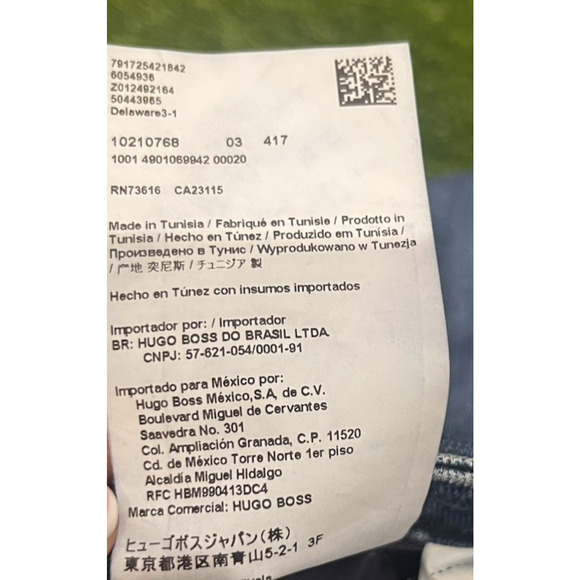 791725421842
6054936
Z012492164
50443965
Delaware3-1
10210768 03 417
1001 4901069942 00020
RN73616 CA23115
Made in Tunisia / Fabriqué en Tunisie / Prodotto in
Tunisia / Hecho en Túnez / Produzido em Tunísia /
Произведено в Тунис / Wyprodukowano w Tunezja
/ 产地 突尼斯 / チュニジア 製
Hecho en Túnez con insumos importados
Importador por: / Importador
BR: HUGO BOSS DO BRASIL LTDA.
CNPJ: 57-621-054/0001-91
Importado para México por:
Hugo Boss México,S.A, de C.V.
Boulevard Miguel de Cervantes
Saavedra No. 301
Col. Ampliación Granada, C.P. 11520
Cd. de México Torre Norte 1er piso
Alcaldía Miguel Hidalgo
RFC HBM990413DC4
Marca Comercial: HUGO BOSS
ヒューゴボスジャパン(株)
東京都港区南青山5-2-1 3F